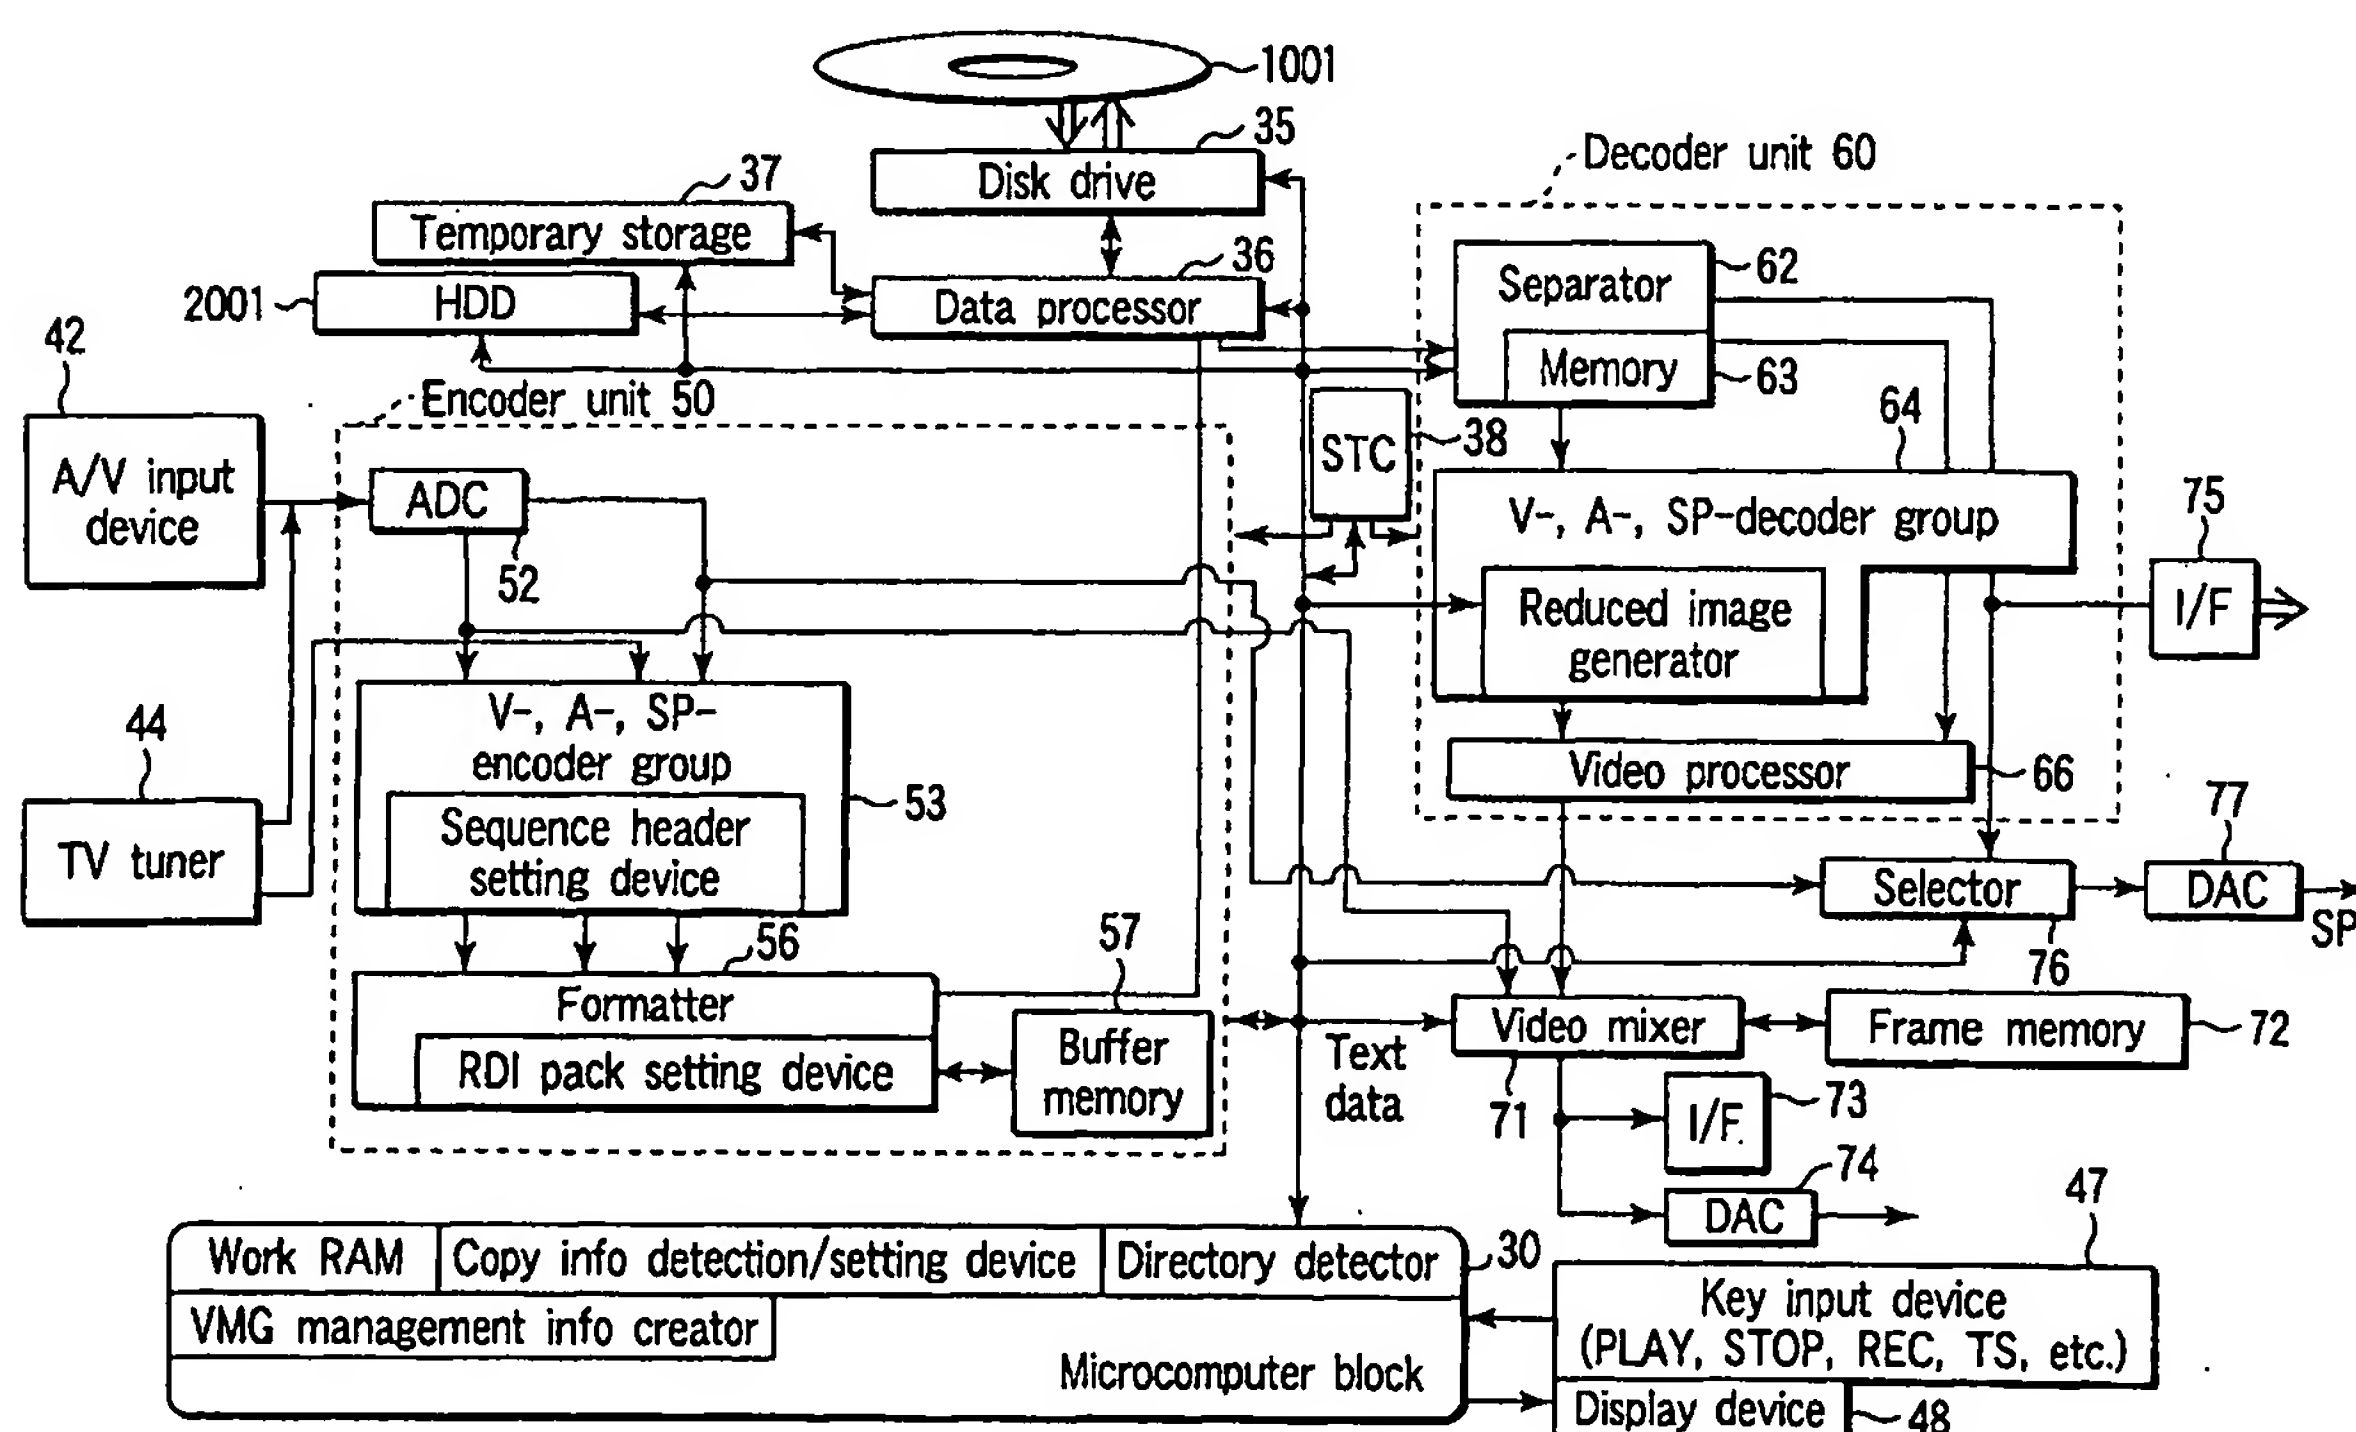 1001
35
Disk drive
37
Temporary storage
36
Data processor
2001
HDD
Decoder unit 60
Separator
62
Memory
63
42
A/V input
device
Encoder unit 50
ADC
52
STC
38
64
V-, A-, SP-decoder group
Reduced image
generator
75
I/F
44
TV tuner
V-, A-, SP-
encoder group
53
Sequence header
setting device
Video processor
66
77
Selector
76
DAC
SP
56
Formatter
RDI pack setting device
57
Buffer
memory
Text
data
Video mixer
71
Frame memory
72
I/F
73
74
DAC
47
Work RAM
Copy info detection/setting device
Directory detector
30
VMG management info creator
Microcomputer block
Key input device
(PLAY, STOP, REC, TS, etc.)
Display device
48